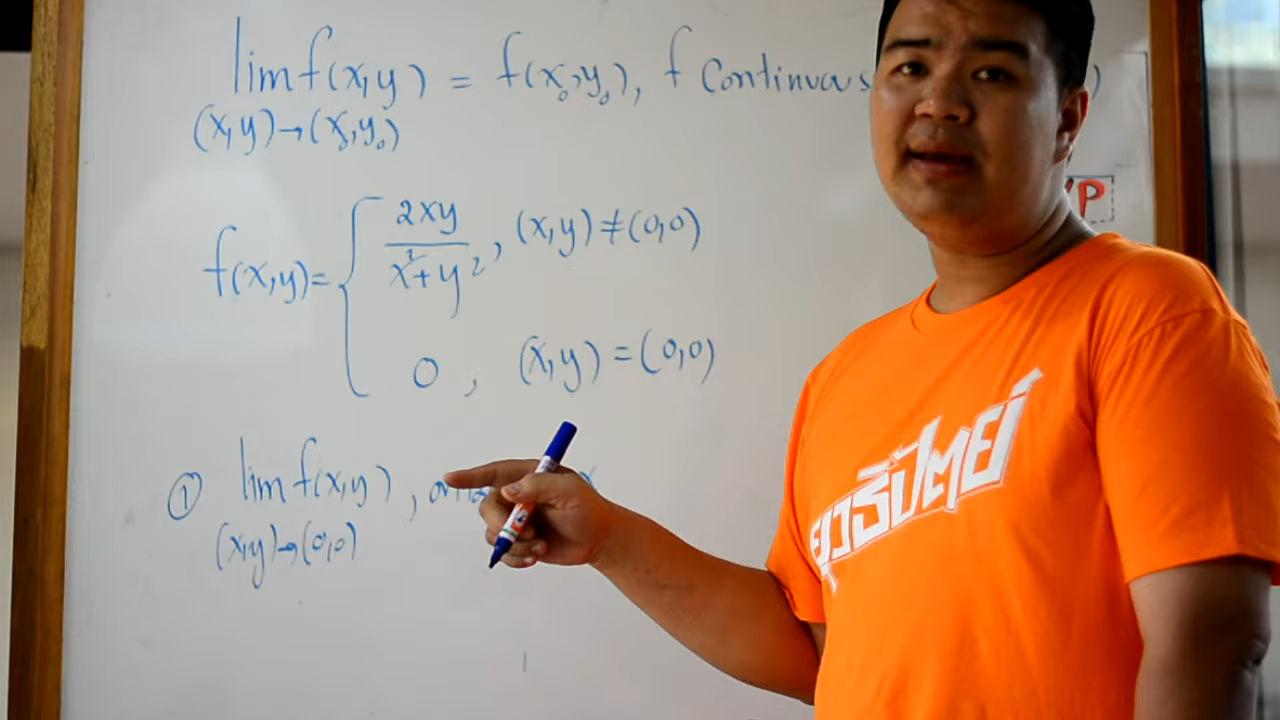 lim f(x,y) = f(x₀,y₀), f Continuous )
(x,y)→(x₀,y₀)
P
f(x,y)= { 2xy / x²+y², (x,y)≠(0,0)
0 , (x,y)=(0,0)
① lim f(x,y) ,
(x,y)→(0,0)